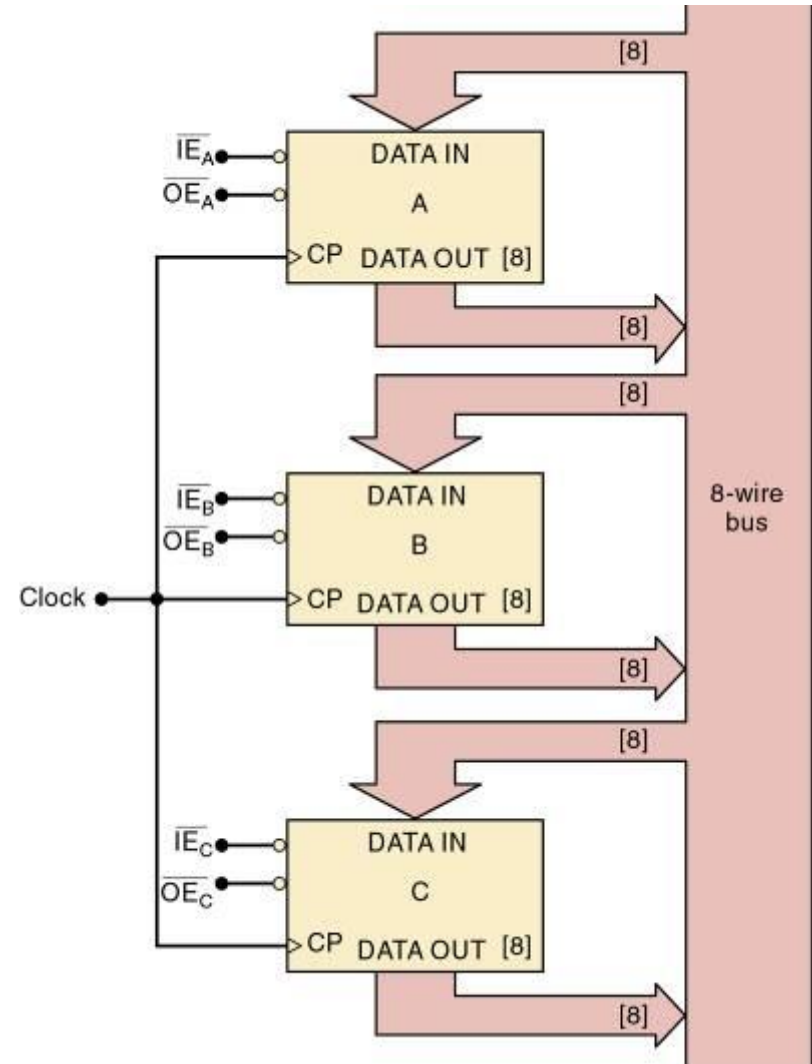 [8]
IE_A
DATA IN
OE_A
A
CP
DATA OUT [8]
[8]
[8]
IE_B
DATA IN
OE_B
B
8-wire
bus
Clock
CP
DATA OUT [8]
[8]
[8]
IE_C
DATA IN
OE_C
C
CP
DATA OUT [8]
[8]